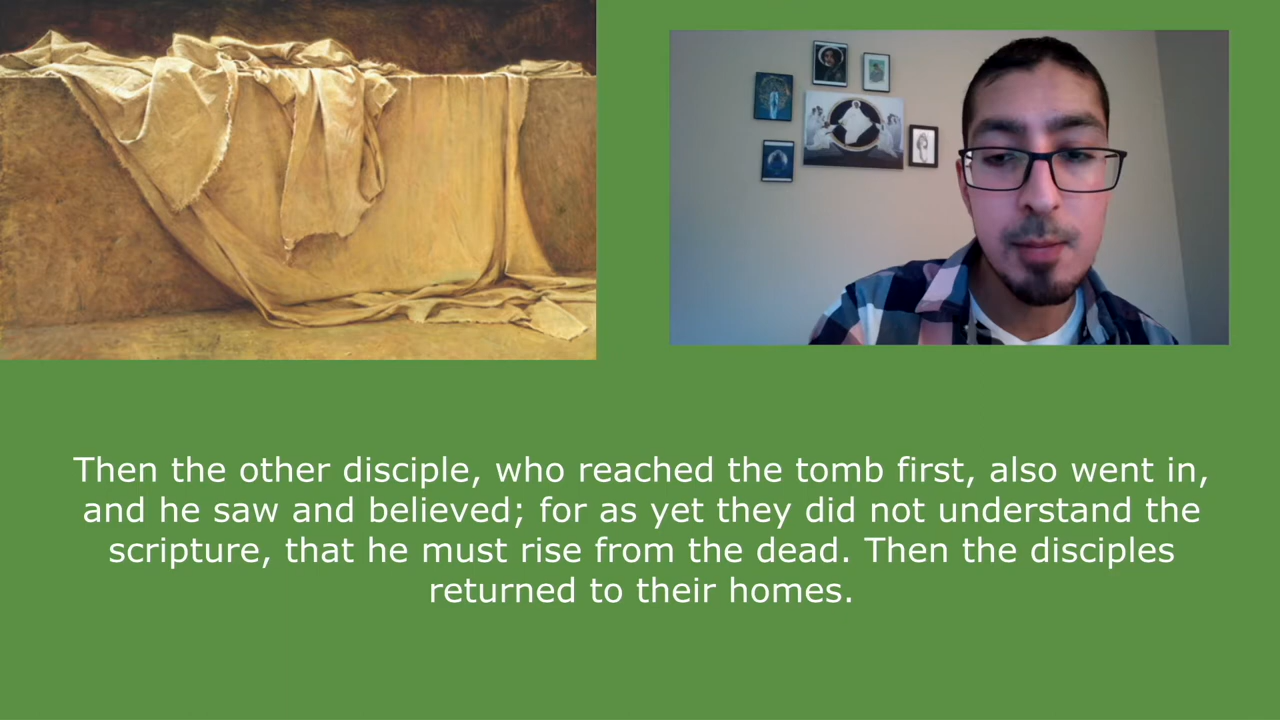 Then the other disciple, who reached the tomb first, also went in,
and he saw and believed; for as yet they did not understand the
scripture, that he must rise from the dead. Then the disciples
returned to their homes.